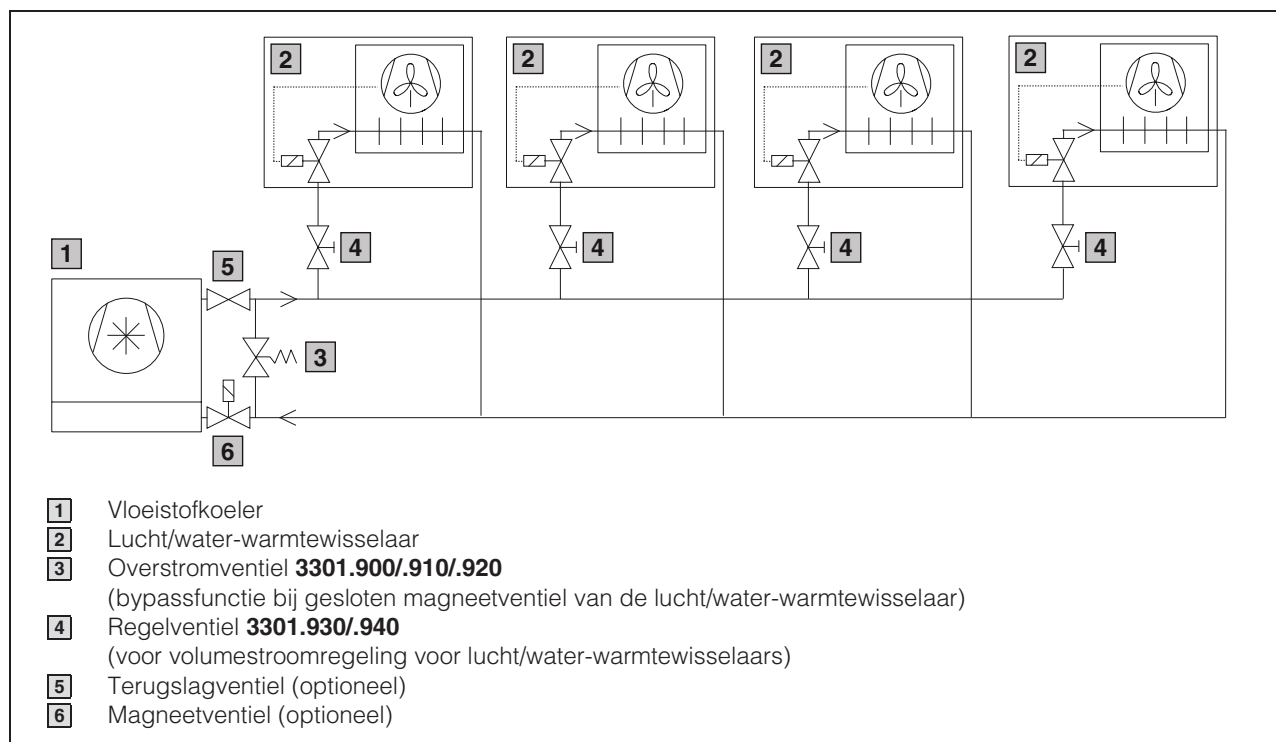 2 2 2 2
4 4 4 4
1
5
3
6
1 Vloeistofkoeler
2 Lucht/water-warmtewisselaar
3 Overstromventiel 3301.900/.910/.920
(bypassfunctie bij gesloten magneetventiel van de lucht/water-warmtewisselaar)
4 Regelventiel 3301.930/.940
(voor volumestroomregeling voor lucht/water-warmtewisselaars)
5 Terugslagventiel (optioneel)
6 Magneetventiel (optioneel)